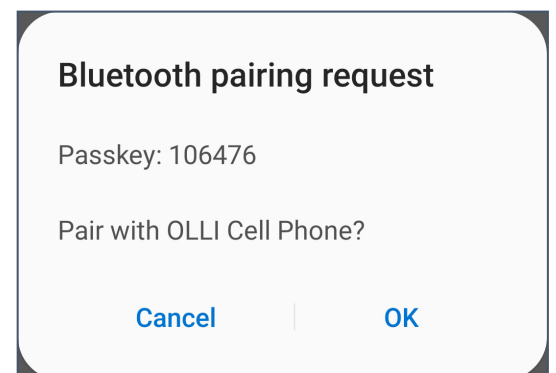 Bluetooth pairing request
Passkey: 106476
Pair with OLLI Cell Phone?
Cancel OK